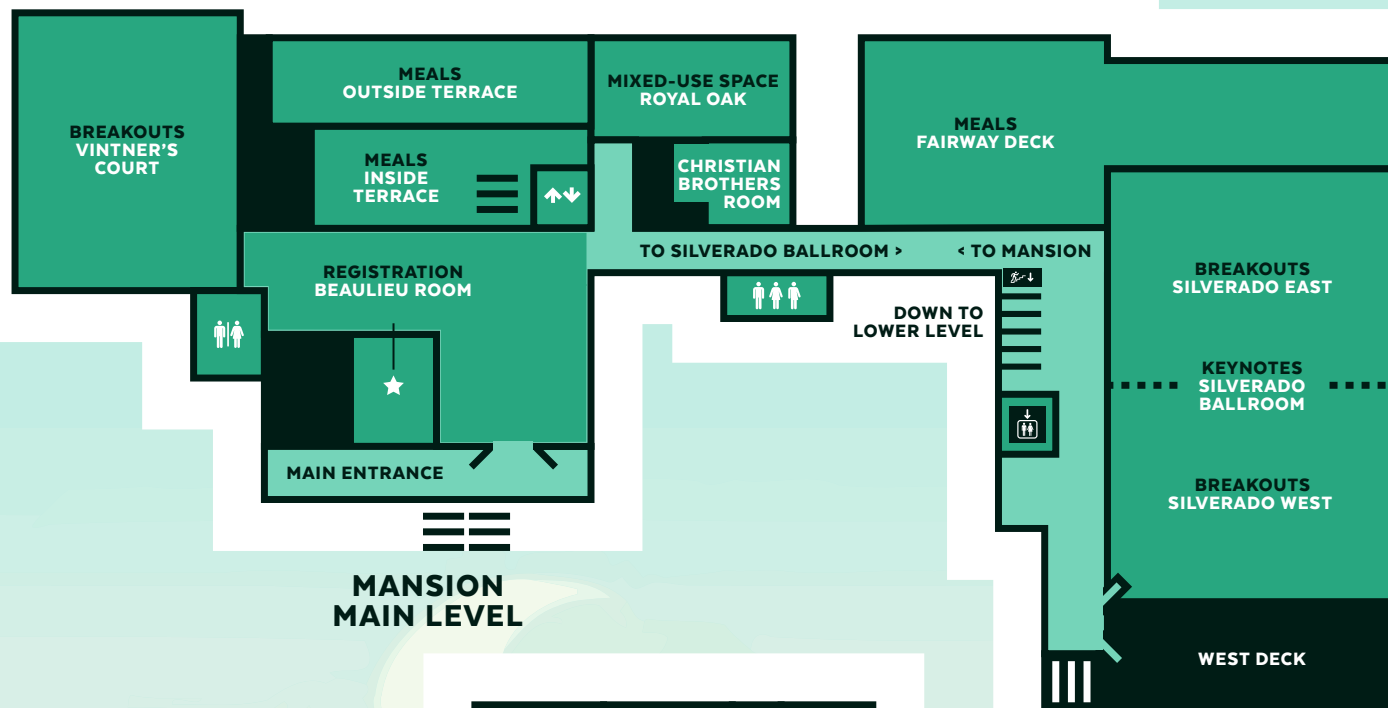 BREAKOUTS
VINTNER'S
COURT
MEALS
OUTSIDE TERRACE
MEALS
INSIDE
TERRACE
MIXED-USE SPACE
ROYAL OAK
CHRISTIAN
BROTHERS
ROOM
MEALS
FAIRWAY DECK
REGISTRATION
BEAULIEU ROOM
TO SILVERADO BALLROOM >
< TO MANSION
DOWN TO
LOWER LEVEL
BREAKOUTS
SILVERADO EAST
KEYNOTES
SILVERADO
BALLROOM
BREAKOUTS
SILVERADO WEST
MAIN ENTRANCE
MANSION
MAIN LEVEL
WEST DECK